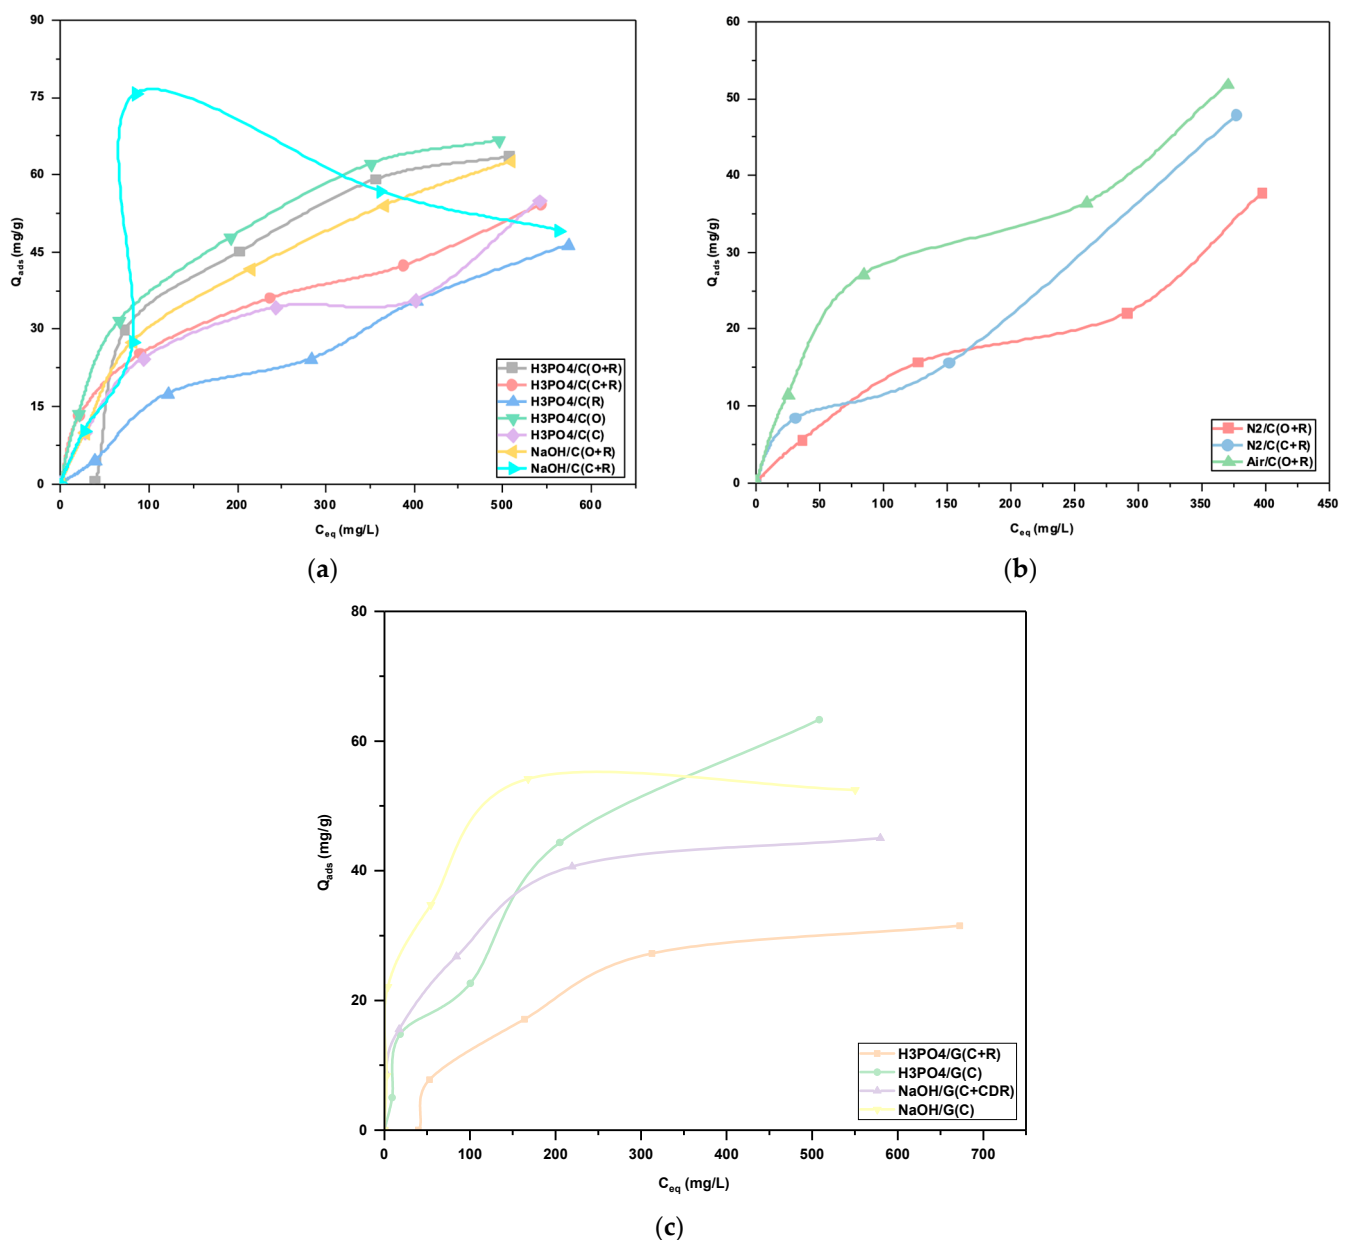 90
75
60
45
30
15
0
Qads (mg/g)
0 100 200 300 400 500 600
Ceq (mg/L)
H3PO4/C(O+R)
H3PO4/C(C+R)
H3PO4/C(R)
H3PO4/C(O)
H3PO4/C(C)
NaOH/C(O+R)
NaOH/C(C+R)
(a)
60
50
40
30
20
10
0
Qads (mg/g)
0 50 100 150 200 250 300 350 400 450
Ceq (mg/L)
N2/C(O+R)
N2/C(C+R)
Air/C(O+R)
(b)
80
60
40
20
0
Qads (mg/g)
0 100 200 300 400 500 600 700
Ceq (mg/L)
H3PO4/G(C+R)
H3PO4/G(C)
NaOH/G(C+CDR)
NaOH/G(C)
(c)